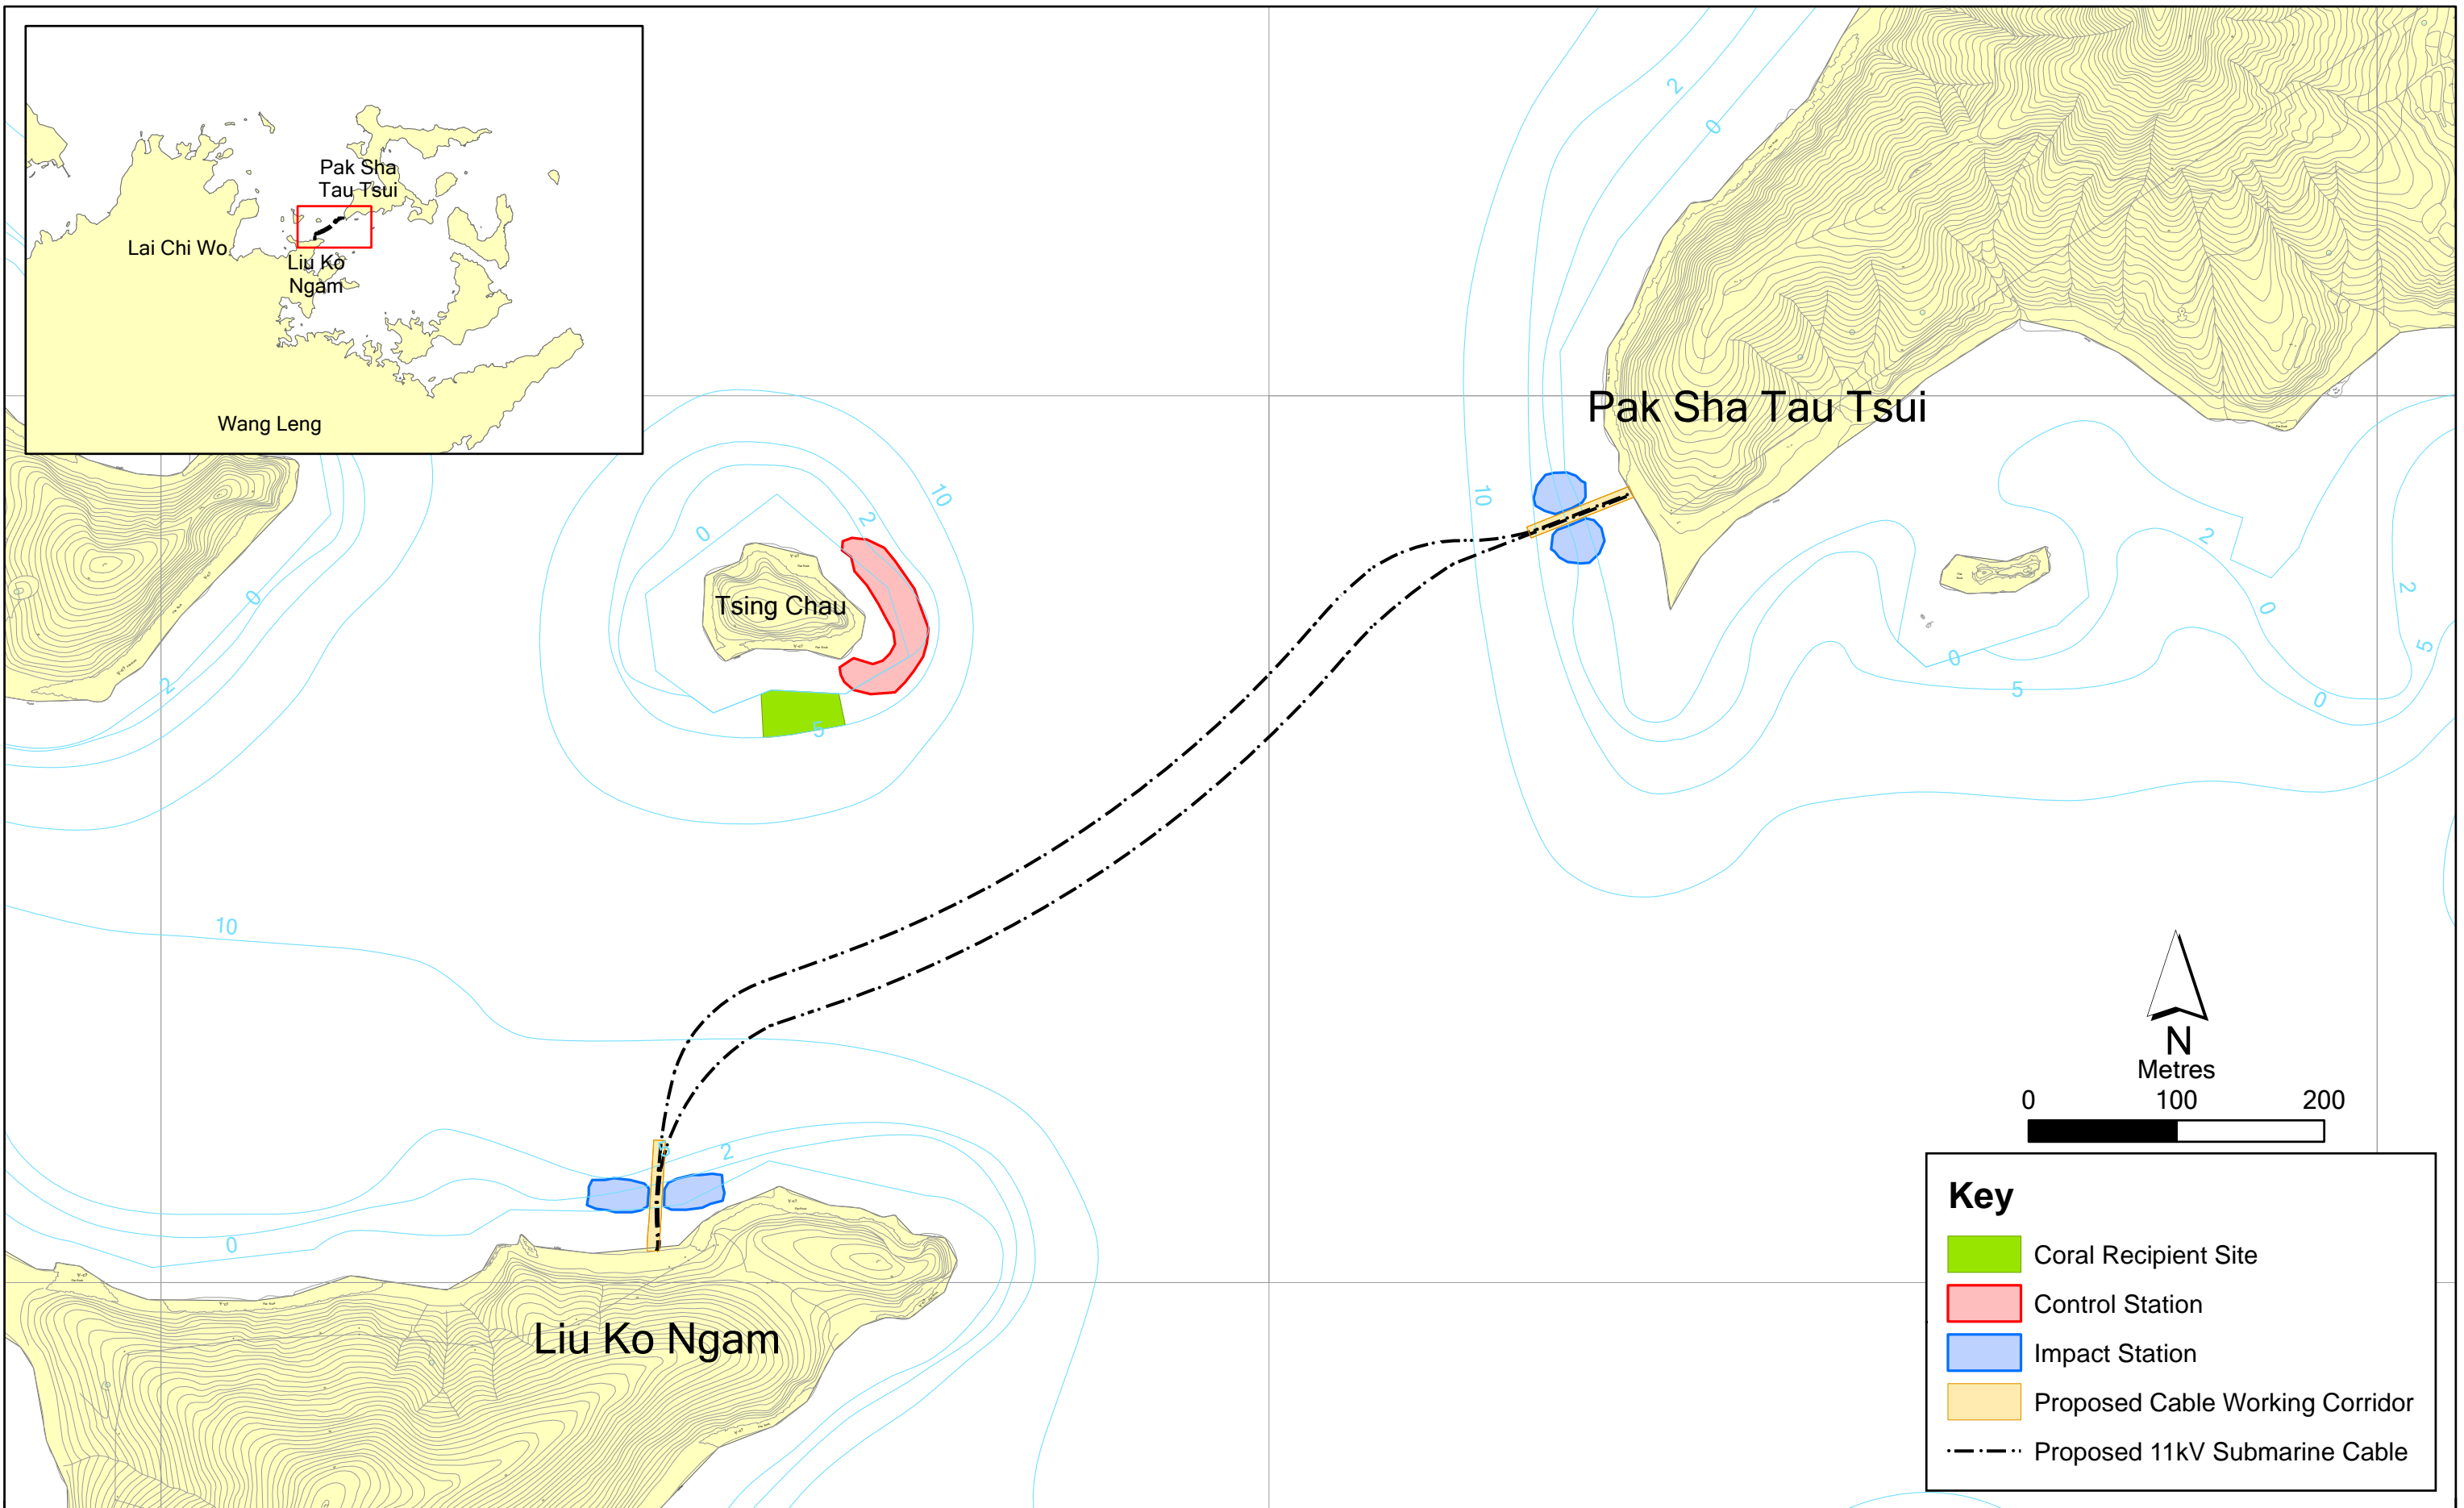 Pak Sha
Tau Tsui
Lai Chi Wo
Liu Ko
Ngam
Wang Leng
2
0
Pak Sha Tau Tsui
10
10
2
0
Tsing Chau
2
0
2
2
0
0
5
5
0
2
5
10
N
Metres
0 100 200
2
0
Liu Ko Ngam
Key
Coral Recipient Site
Control Station
Impact Station
Proposed Cable Working Corridor
Proposed 11kV Submarine Cable